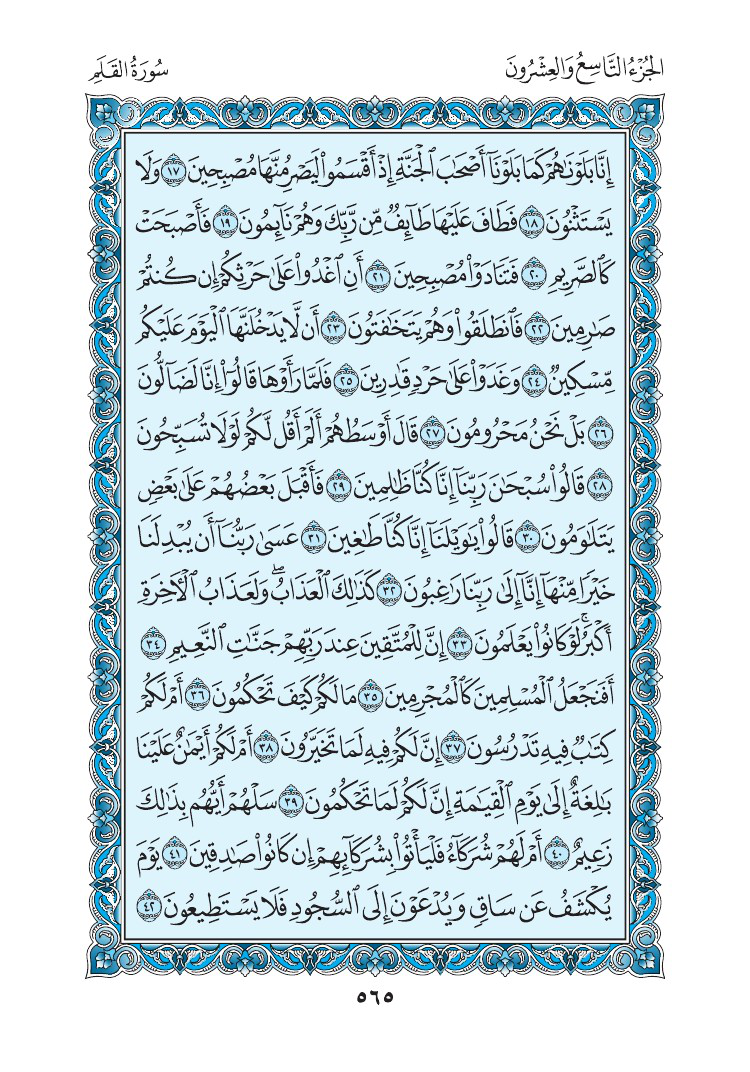 الجُزْءُ التَّاسِعُ وَالعِشْرُونَ
سُورَةُ القَلَمِ
إِنَّا بَلَوْنَٰهُمْ كَمَا بَلَوْنَآ أَصْحَٰبَ ٱلْجَنَّةِ إِذْ أَقْسَمُوا۟ لَيَصْرِمُنَّهَا مُصْبِحِينَ ١٧ وَلَا
يَسْتَثْنُونَ ١٨ فَطَافَ عَلَيْهَا طَآئِفٌ مِّن رَّبِّكَ وَهُمْ نَآئِمُونَ ١٩ فَأَصْبَحَتْ
كَٱلصَّرِيمِ ٢٠ فَتَنَادَوْا۟ مُصْبِحِينَ ٢١ أَنِ ٱغْدُوا۟ عَلَىٰ حَرْثِكُمْ إِن كُنتُمْ
صَٰرِمِينَ ٢٢ فَٱنطَلَقُوا۟ وَهُمْ يَتَخَٰفَتُونَ ٢٣ أَن لَّا يَدْخُلَنَّهَا ٱلْيَوْمَ عَلَيْكُم
مِّسْكِينٌ ٢٤ وَغَدَوْا۟ عَلَىٰ حَرْدٍ قَٰدِرِينَ ٢٥ فَلَمَّا رَأَوْهَا قَالُوٓا۟ إِنَّا لَضَآلُّونَ
٢٦ بَلْ نَحْنُ مَحْرُومُونَ ٢٧ قَالَ أَوْسَطُهُمْ أَلَمْ أَقُل لَّكُمْ لَوْلَا تُسَبِّحُونَ
٢٨ قَالُوا۟ سُبْحَٰنَ رَبِّنَآ إِنَّا كُنَّا ظَٰلِمِينَ ٢٩ فَأَقْبَلَ بَعْضُهُمْ عَلَىٰ بَعْضٍ
يَتَلَٰوَمُونَ ٣٠ قَالُوا۟ يَٰوَيْلَنَآ إِنَّا كُنَّا طَٰغِينَ ٣١ عَسَىٰ رَبُّنَآ أَن يُبْدِلَنَا
خَيْرًا مِّنْهَآ إِنَّآ إِلَىٰ رَبِّنَا رَٰغِبُونَ ٣٢ كَذَٰلِكَ ٱلْعَذَابُ ۖ وَلَعَذَابُ ٱلْءَاخِرَةِ
أَكْبَرُ ۚ لَوْ كَانُوا۟ يَعْلَمُونَ ٣٣ إِنَّ لِلْمُتَّقِينَ عِندَ رَبِّهِمْ جَنَّٰتِ ٱلنَّعِيمِ ٣٤
أَفَنَجْعَلُ ٱلْمُسْلِمِينَ كَٱلْمُجْرِمِينَ ٣٥ مَا لَكُمْ كَيْفَ تَحْكُمُونَ ٣٦ أَمْ لَكُمْ
كِتَٰبٌ فِيهِ تَدْرُسُونَ ٣٧ إِنَّ لَكُمْ فِيهِ لَمَا تَخَيَّرُونَ ٣٨ أَمْ لَكُمْ أَيْمَٰنٌ عَلَيْنَا
بَٰلِغَةٌ إِلَىٰ يَوْمِ ٱلْقِيَٰمَةِ إِنَّ لَكُمْ لَمَا تَحْكُمُونَ ٣٩ سَلْهُمْ أَيُّهُم بِذَٰلِكَ
زَعِيمٌ ٤٠ أَمْ لَهُمْ شُرَكَآءُ فَلْيَأْتُوا۟ بِشُرَكَآئِهِمْ إِن كَانُوا۟ صَٰدِقِينَ ٤١ يَوْمَ
يُكْشَفُ عَن سَاقٍ وَيُدْعَوْنَ إِلَى ٱلسُّجُودِ فَلَا يَسْتَطِيعُونَ ٤٢
٥٦٥